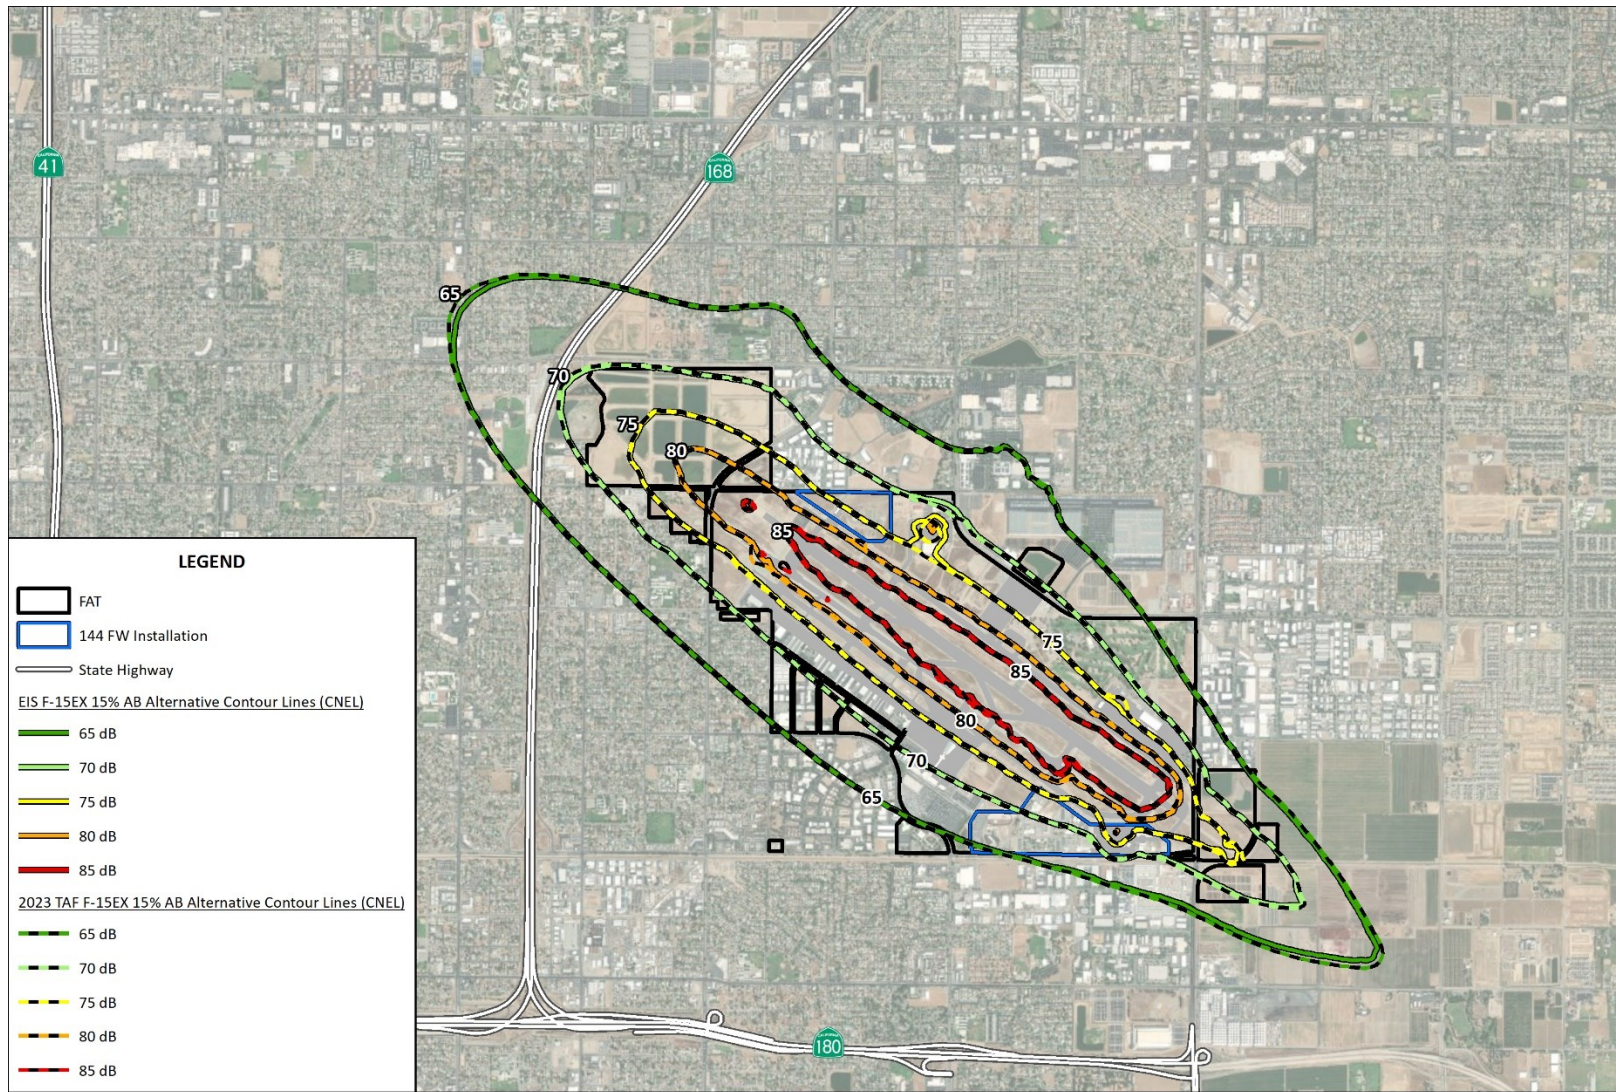 CALIFORNIA
41
CALIFORNIA
168
65
70
75
80
85
75
85
80
70
65
LEGEND
FAT
144 FW Installation
State Highway
EIS F-15EX 15% AB Alternative Contour Lines (CNEL)
65 dB
70 dB
75 dB
80 dB
85 dB
2023 TAF F-15EX 15% AB Alternative Contour Lines (CNEL)
65 dB
70 dB
75 dB
80 dB
85 dB
CALIFORNIA
180